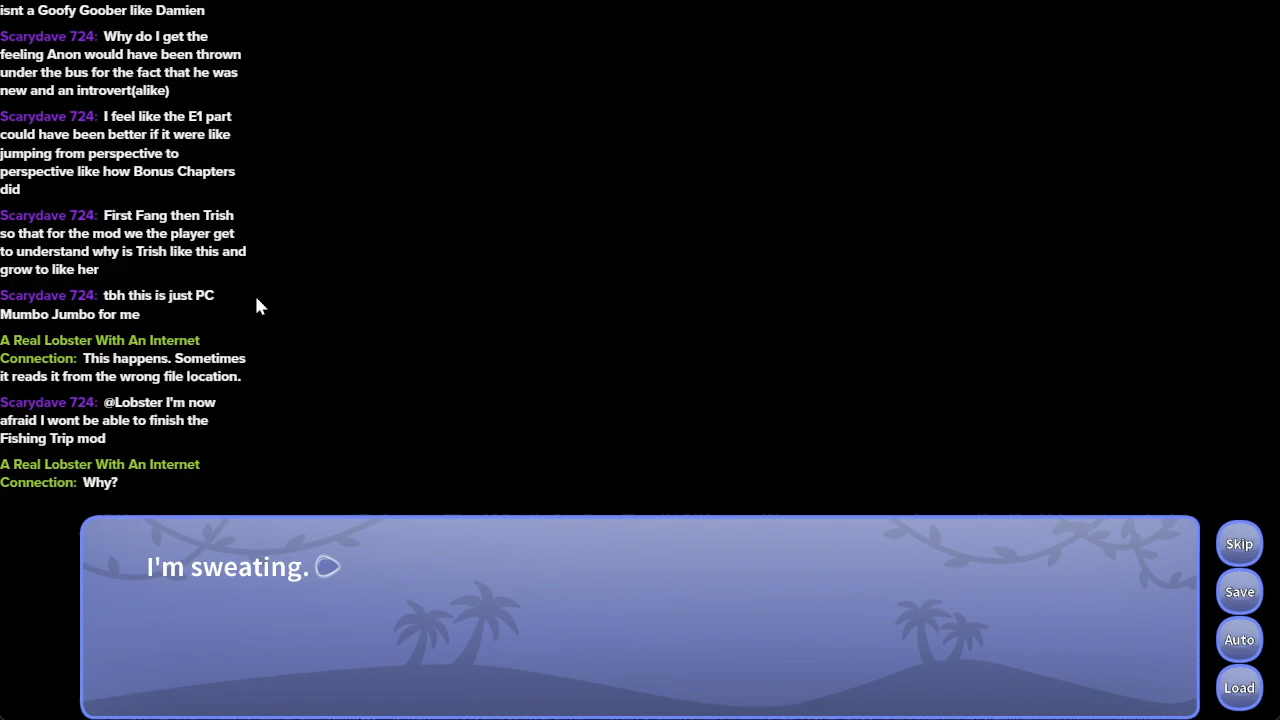 isnt a Goofy Goober like Damien
Scarydave 724: Why do I get the
feeling Anon would have been thrown
under the bus for the fact that he was
new and an introvert(alike)
Scarydave 724: I feel like the E1 part
could have been better if it were like
jumping from perspective to
perspective like how Bonus Chapters
did
Scarydave 724: First Fang then Trish
so that for the mod we the player get
to understand why is Trish like this and
grow to like her
Scarydave 724: tbh this is just PC
Mumbo Jumbo for me
A Real Lobster With An Internet
Connection: This happens. Sometimes
it reads it from the wrong file location.
Scarydave 724: @Lobster I'm now
afraid I wont be able to finish the
Fishing Trip mod
A Real Lobster With An Internet
Connection: Why?
I'm sweating.
Skip
Save
Auto
Load